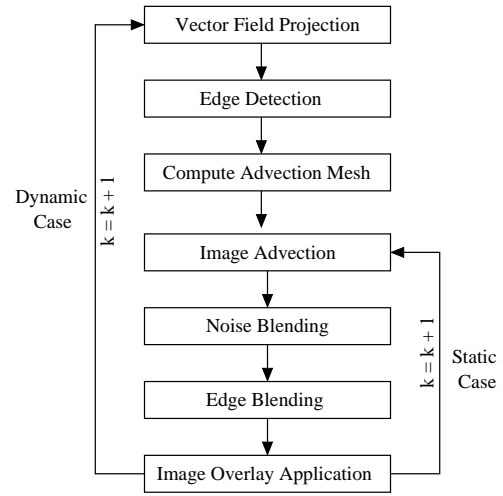 Vector Field Projection
Edge Detection
Compute Advection Mesh
Dynamic
Case
k = k + 1
Image Advection
Noise Blending
k = k + 1
Static
Case
Edge Blending
Image Overlay Application